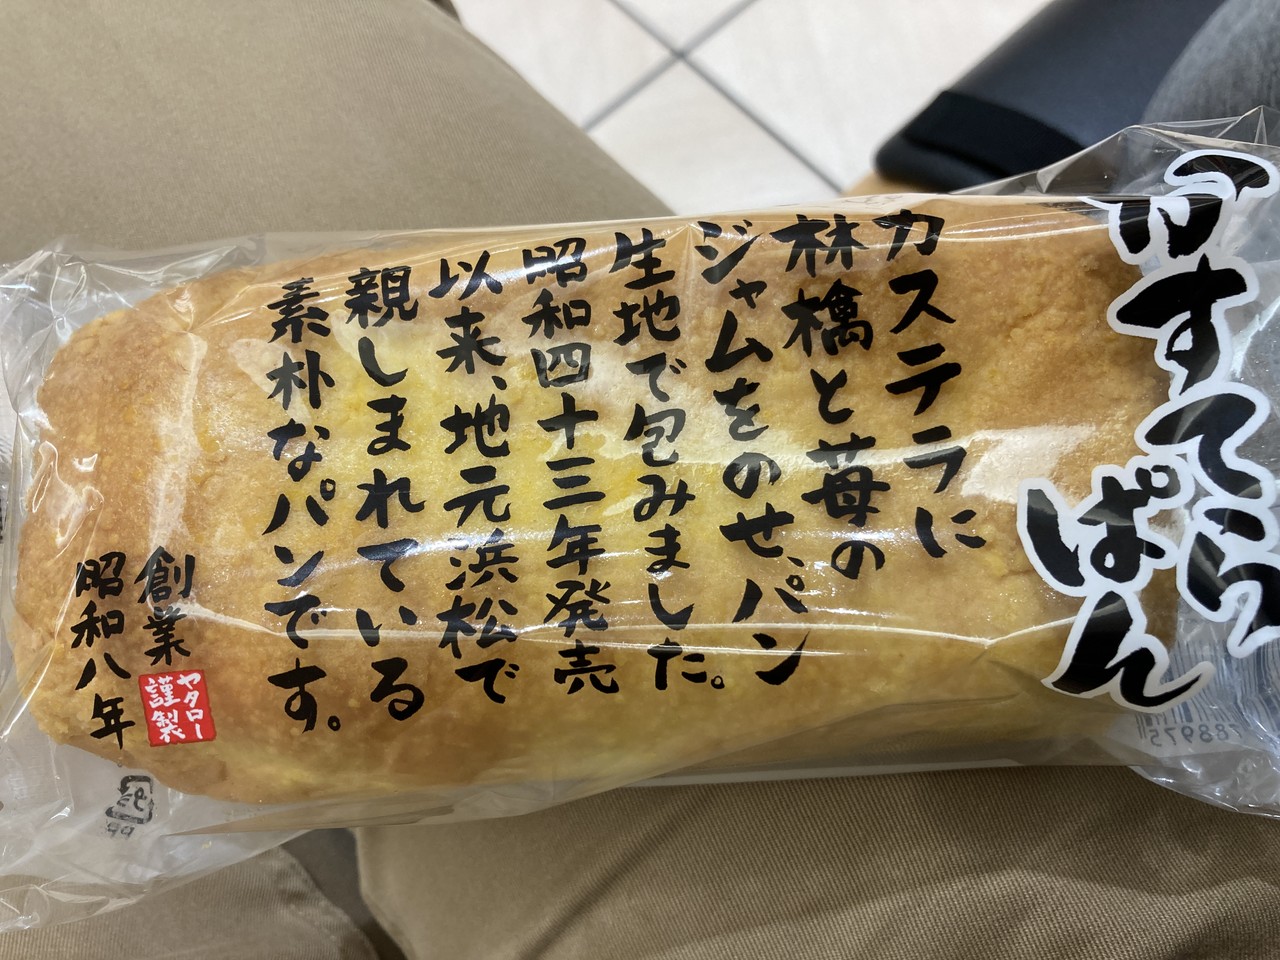 かすてら
ぱん
カステラに
林檎と苺の
ジャムをのせ、パン
生地で包みました。
昭和四十三年発売
以来、地元浜松で
親しまれている
素朴なパンです。
創業
昭和八年
ヤタロー
謹製
プラ